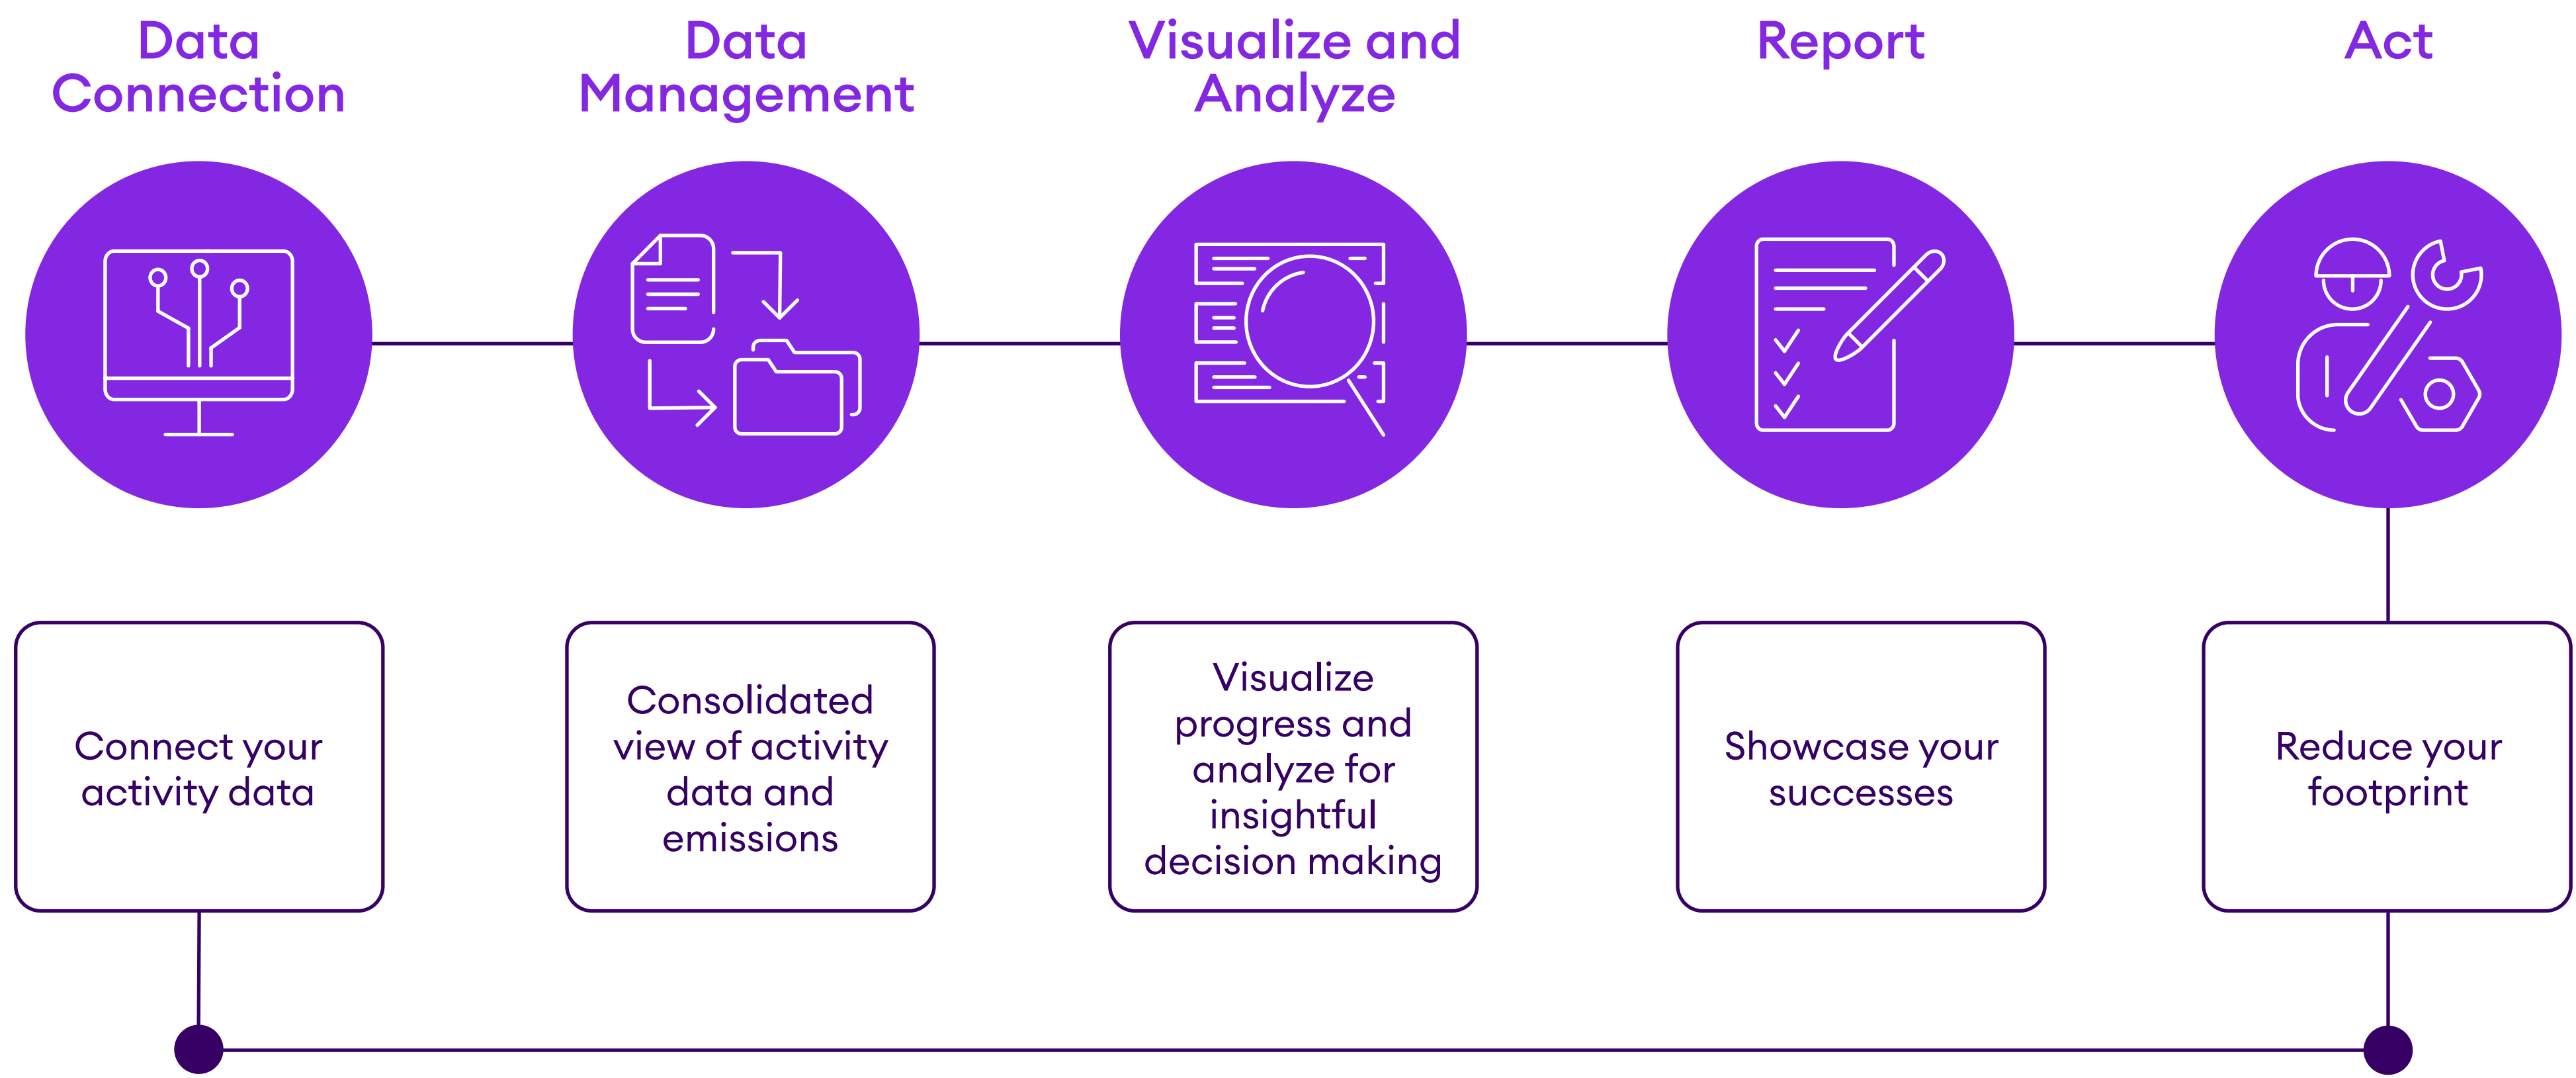 Data
Connection
Data
Management
Visualize and
Analyze
Report
Act
Connect your
activity data
Consolidated
view of activity
data and
emissions
Visualize
progress and
analyze for
insightful
decision making
Showcase your
successes
Reduce your
footprint